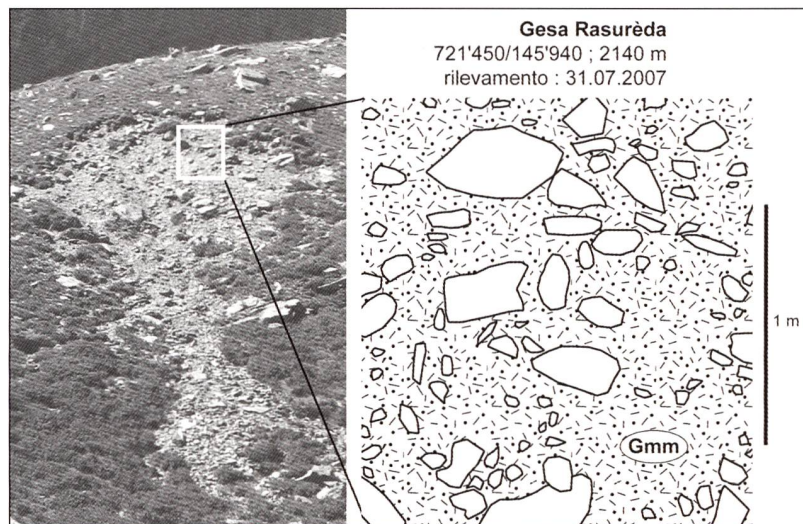 Gesa Rasurèda
721'450/145'940 ; 2140 m
rilevamento : 31.07.2007
1 m
Gmm